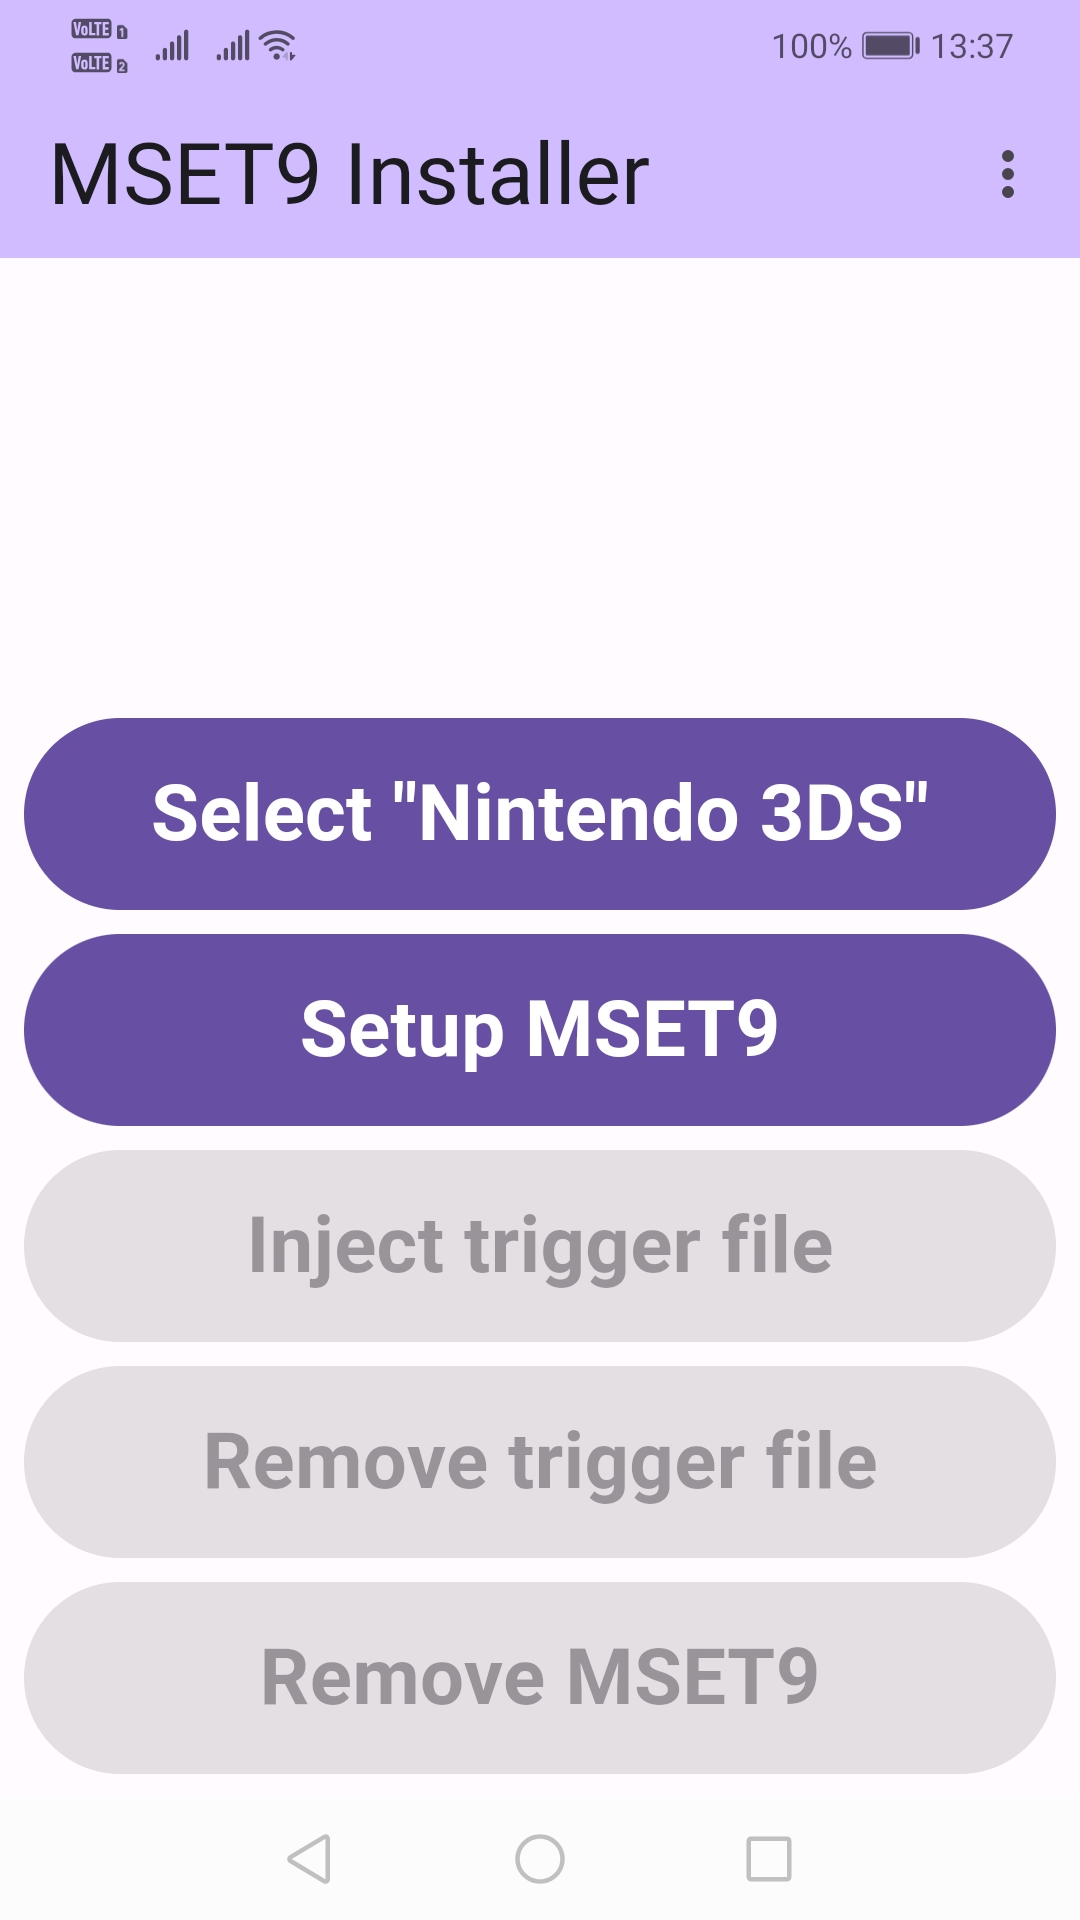 VoLTE 1
VoLTE 2
100% 13:37
MSET9 Installer
Select "Nintendo 3DS"
Setup MSET9
Inject trigger file
Remove trigger file
Remove MSET9